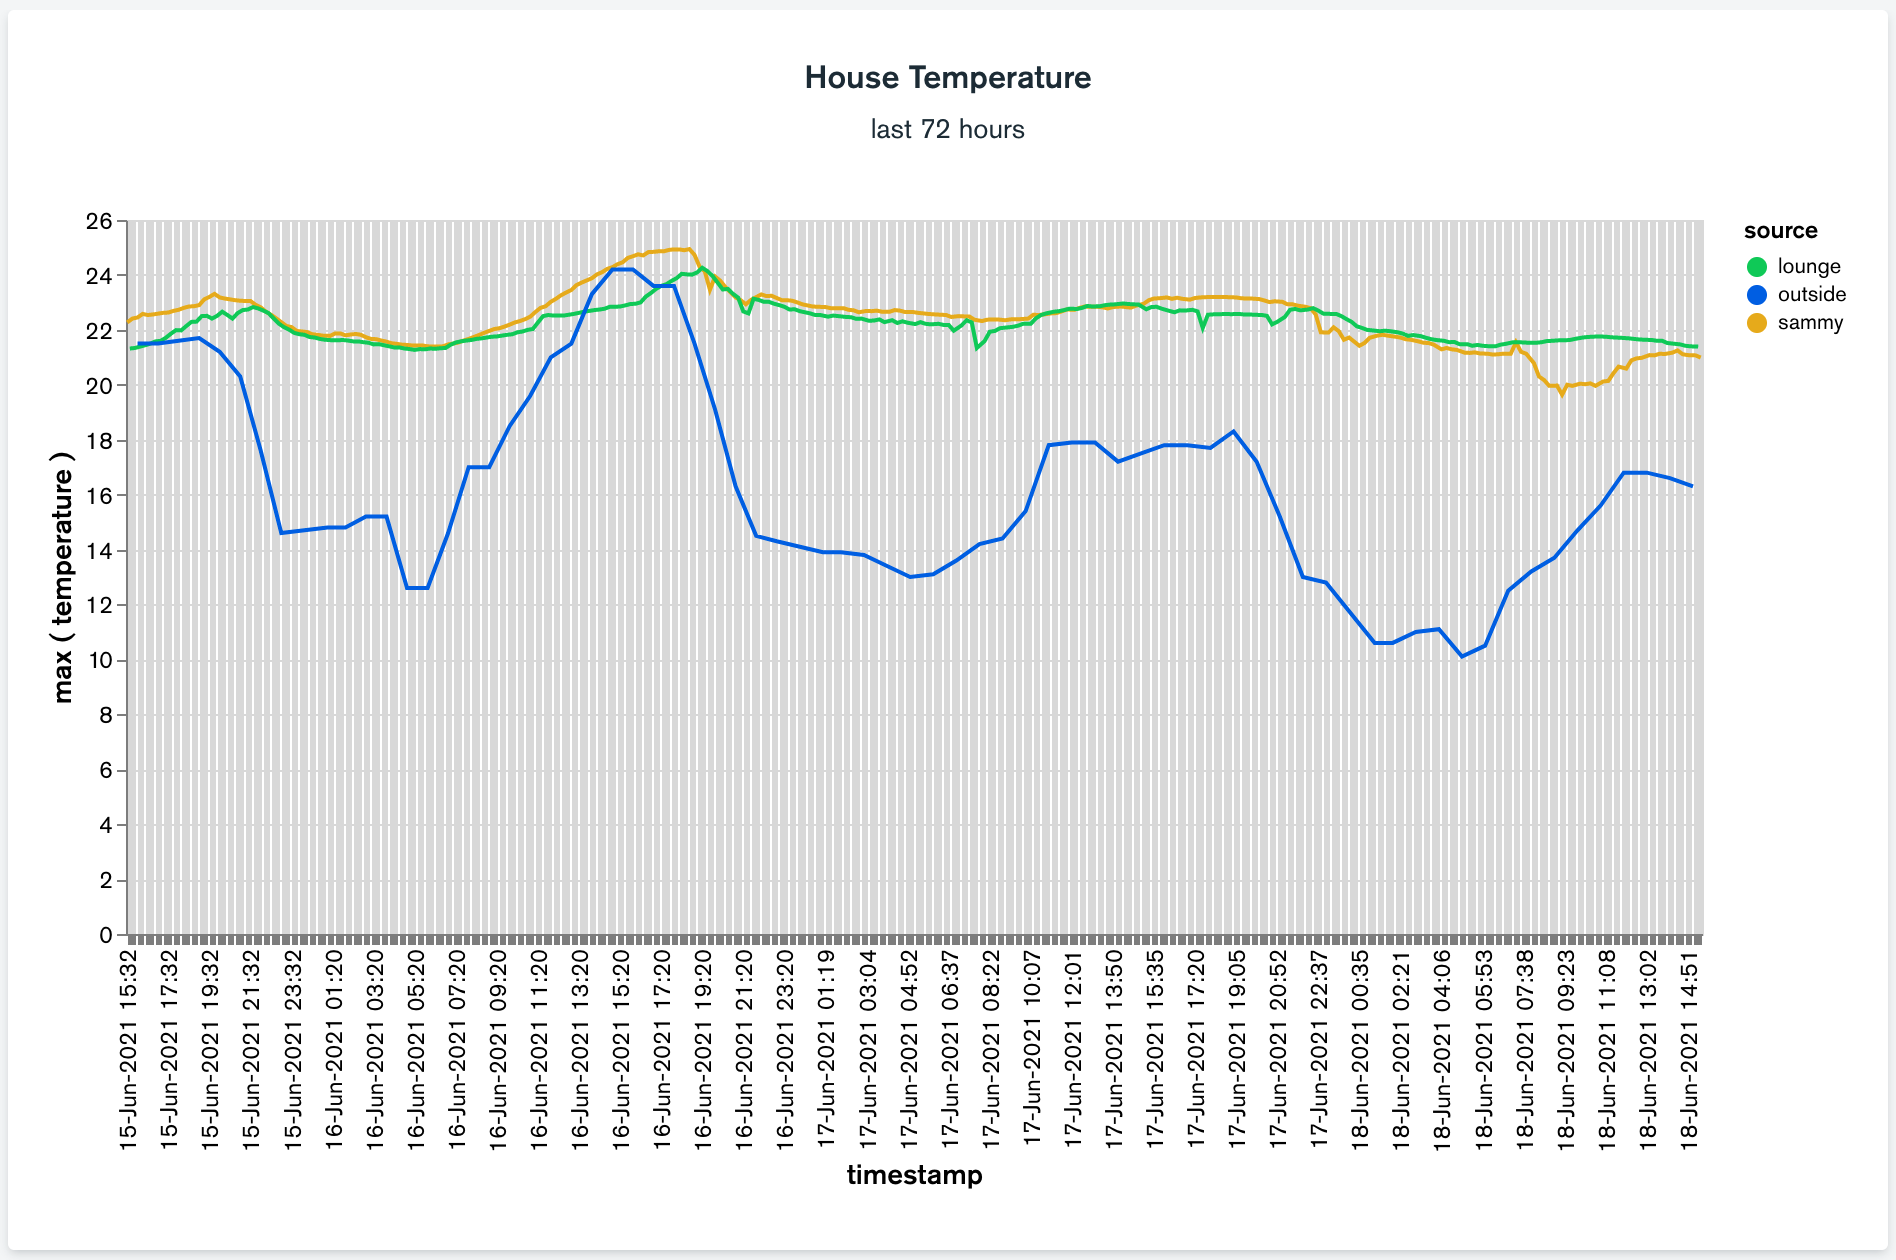 House Temperature
last 72 hours
source
lounge
outside
sammy
max ( temperature )
26
24
22
20
18
16
14
12
10
8
6
4
2
0
15-Jun-2021 15:32
15-Jun-2021 17:32
15-Jun-2021 19:32
15-Jun-2021 21:32
15-Jun-2021 23:32
16-Jun-2021 01:20
16-Jun-2021 03:20
16-Jun-2021 05:20
16-Jun-2021 07:20
16-Jun-2021 09:20
16-Jun-2021 11:20
16-Jun-2021 13:20
16-Jun-2021 15:20
16-Jun-2021 17:20
16-Jun-2021 19:20
16-Jun-2021 21:20
16-Jun-2021 23:20
17-Jun-2021 01:19
17-Jun-2021 03:04
17-Jun-2021 04:52
17-Jun-2021 06:37
17-Jun-2021 08:22
17-Jun-2021 10:07
17-Jun-2021 12:01
17-Jun-2021 13:50
17-Jun-2021 15:35
17-Jun-2021 17:20
17-Jun-2021 19:05
17-Jun-2021 20:52
17-Jun-2021 22:37
18-Jun-2021 00:35
18-Jun-2021 02:21
18-Jun-2021 04:06
18-Jun-2021 05:53
18-Jun-2021 07:38
18-Jun-2021 09:23
18-Jun-2021 11:08
18-Jun-2021 13:02
18-Jun-2021 14:51
timestamp